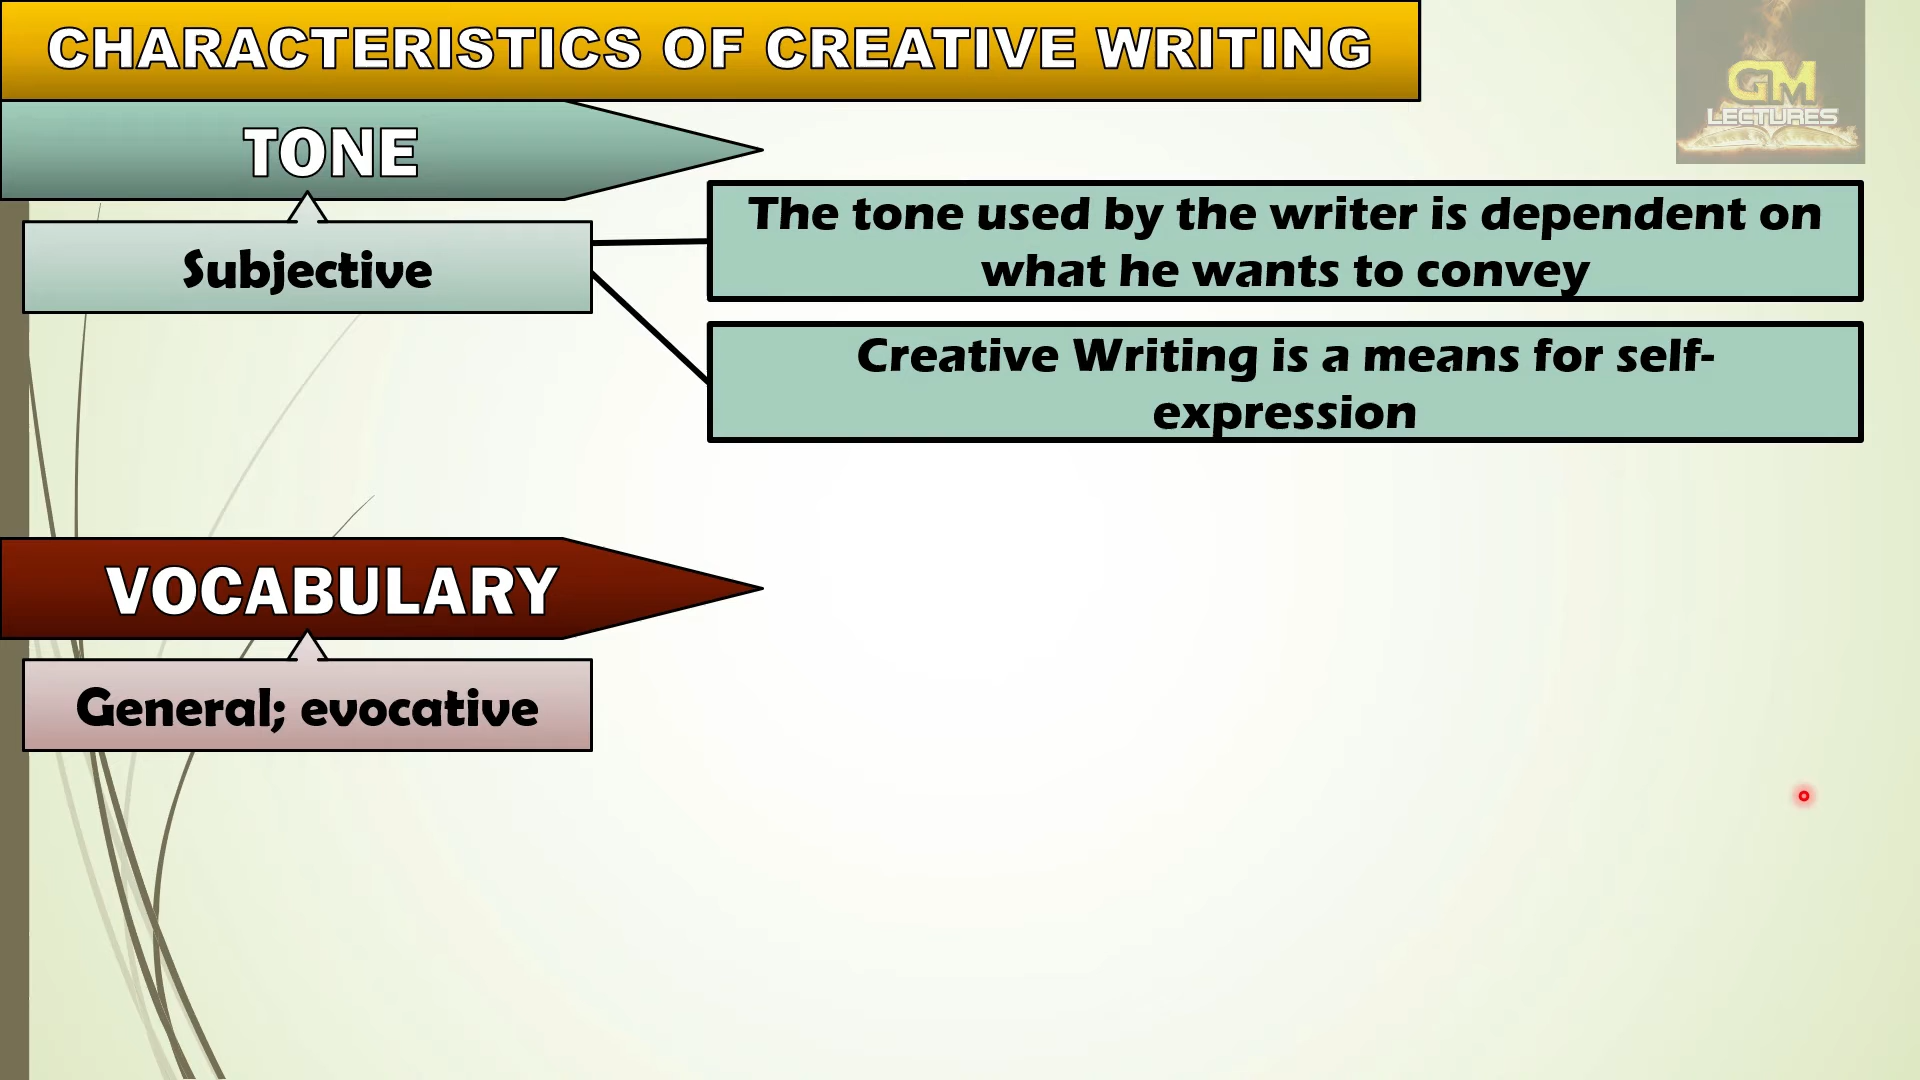 CHARACTERISTICS OF CREATIVE WRITING
GM
LECTURES
TONE
Subjective
The tone used by the writer is dependent on
what he wants to convey
Creative Writing is a means for self-
expression
VOCABULARY
General; evocative